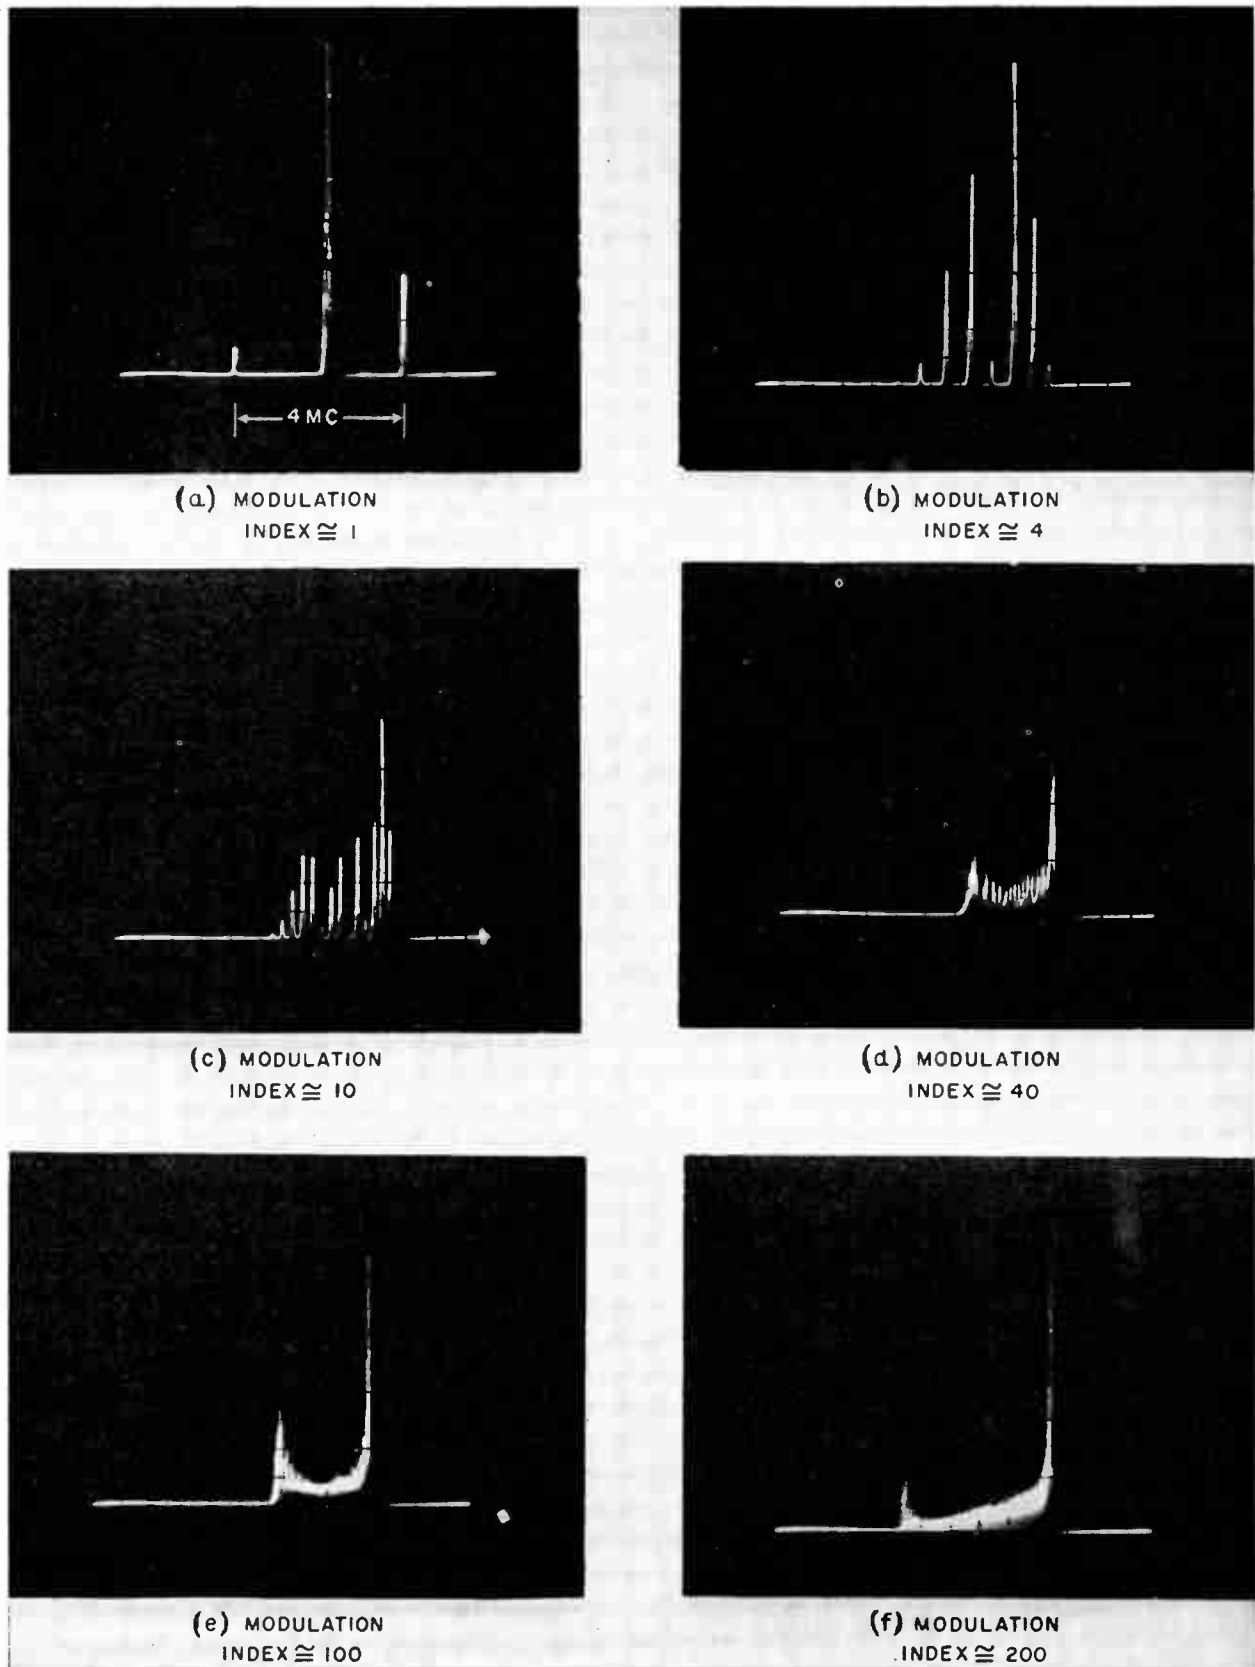 4 MC
(a) MODULATION
INDEX ≅ 1
(b) MODULATION
INDEX ≅ 4
(c) MODULATION
INDEX ≅ 10
(d) MODULATION
INDEX ≅ 40
(e) MODULATION
INDEX ≅ 100
(f) MODULATION
.INDEX ≅ 200